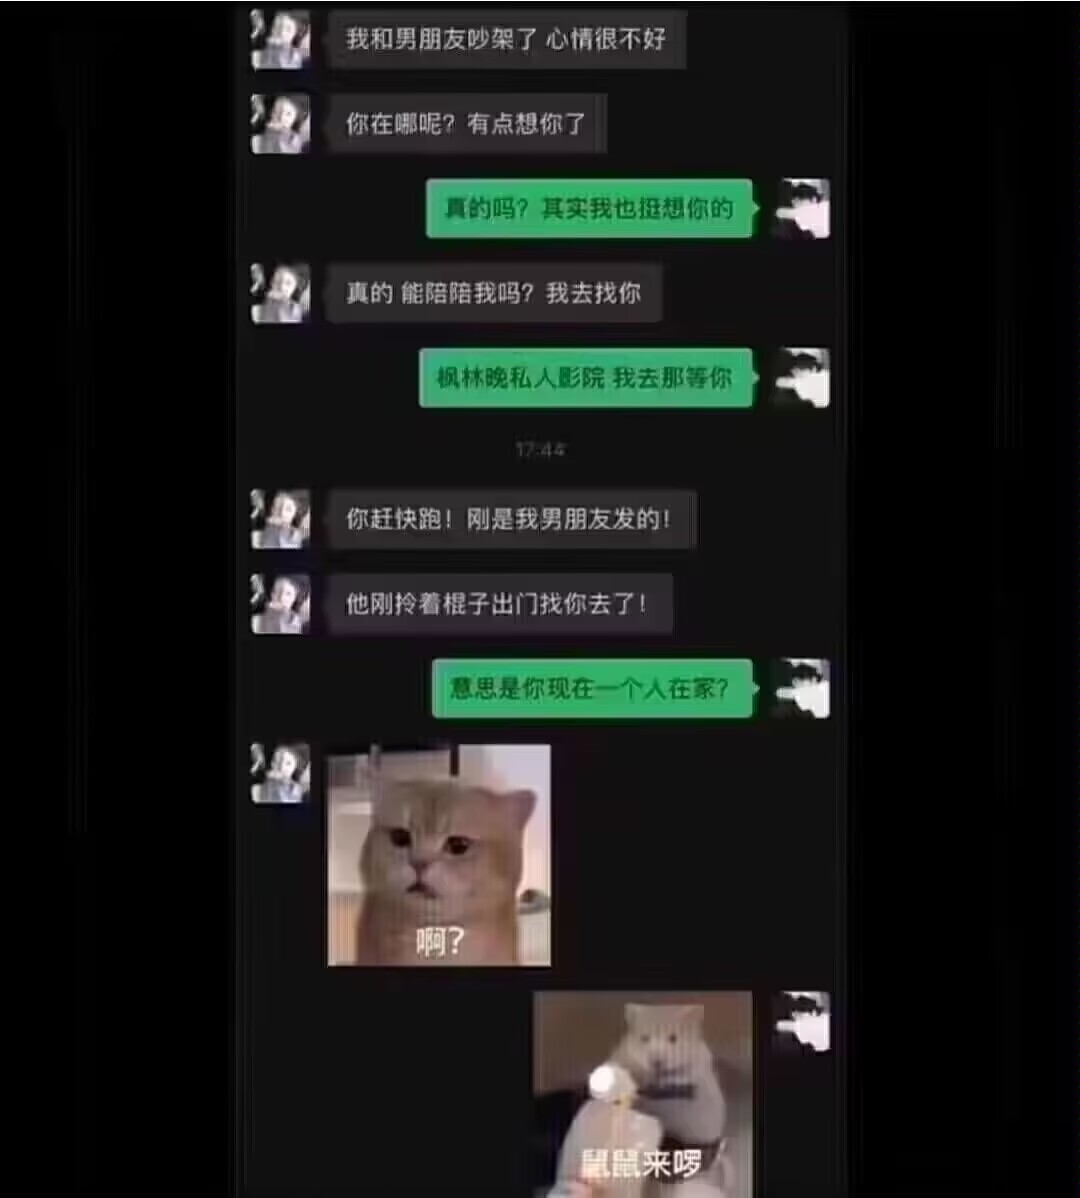 我和男朋友吵架了 心情很不好
你在哪呢？有点想你了
真的吗？其实我也挺想你的
真的 能陪陪我吗？我去找你
枫林晚私人影院 我去那等你
17:44
你赶快跑！刚是我男朋友发的！
他刚拎着棍子出门找你去了！
意思是你现在一个人在家？
啊？
鼠鼠来啰